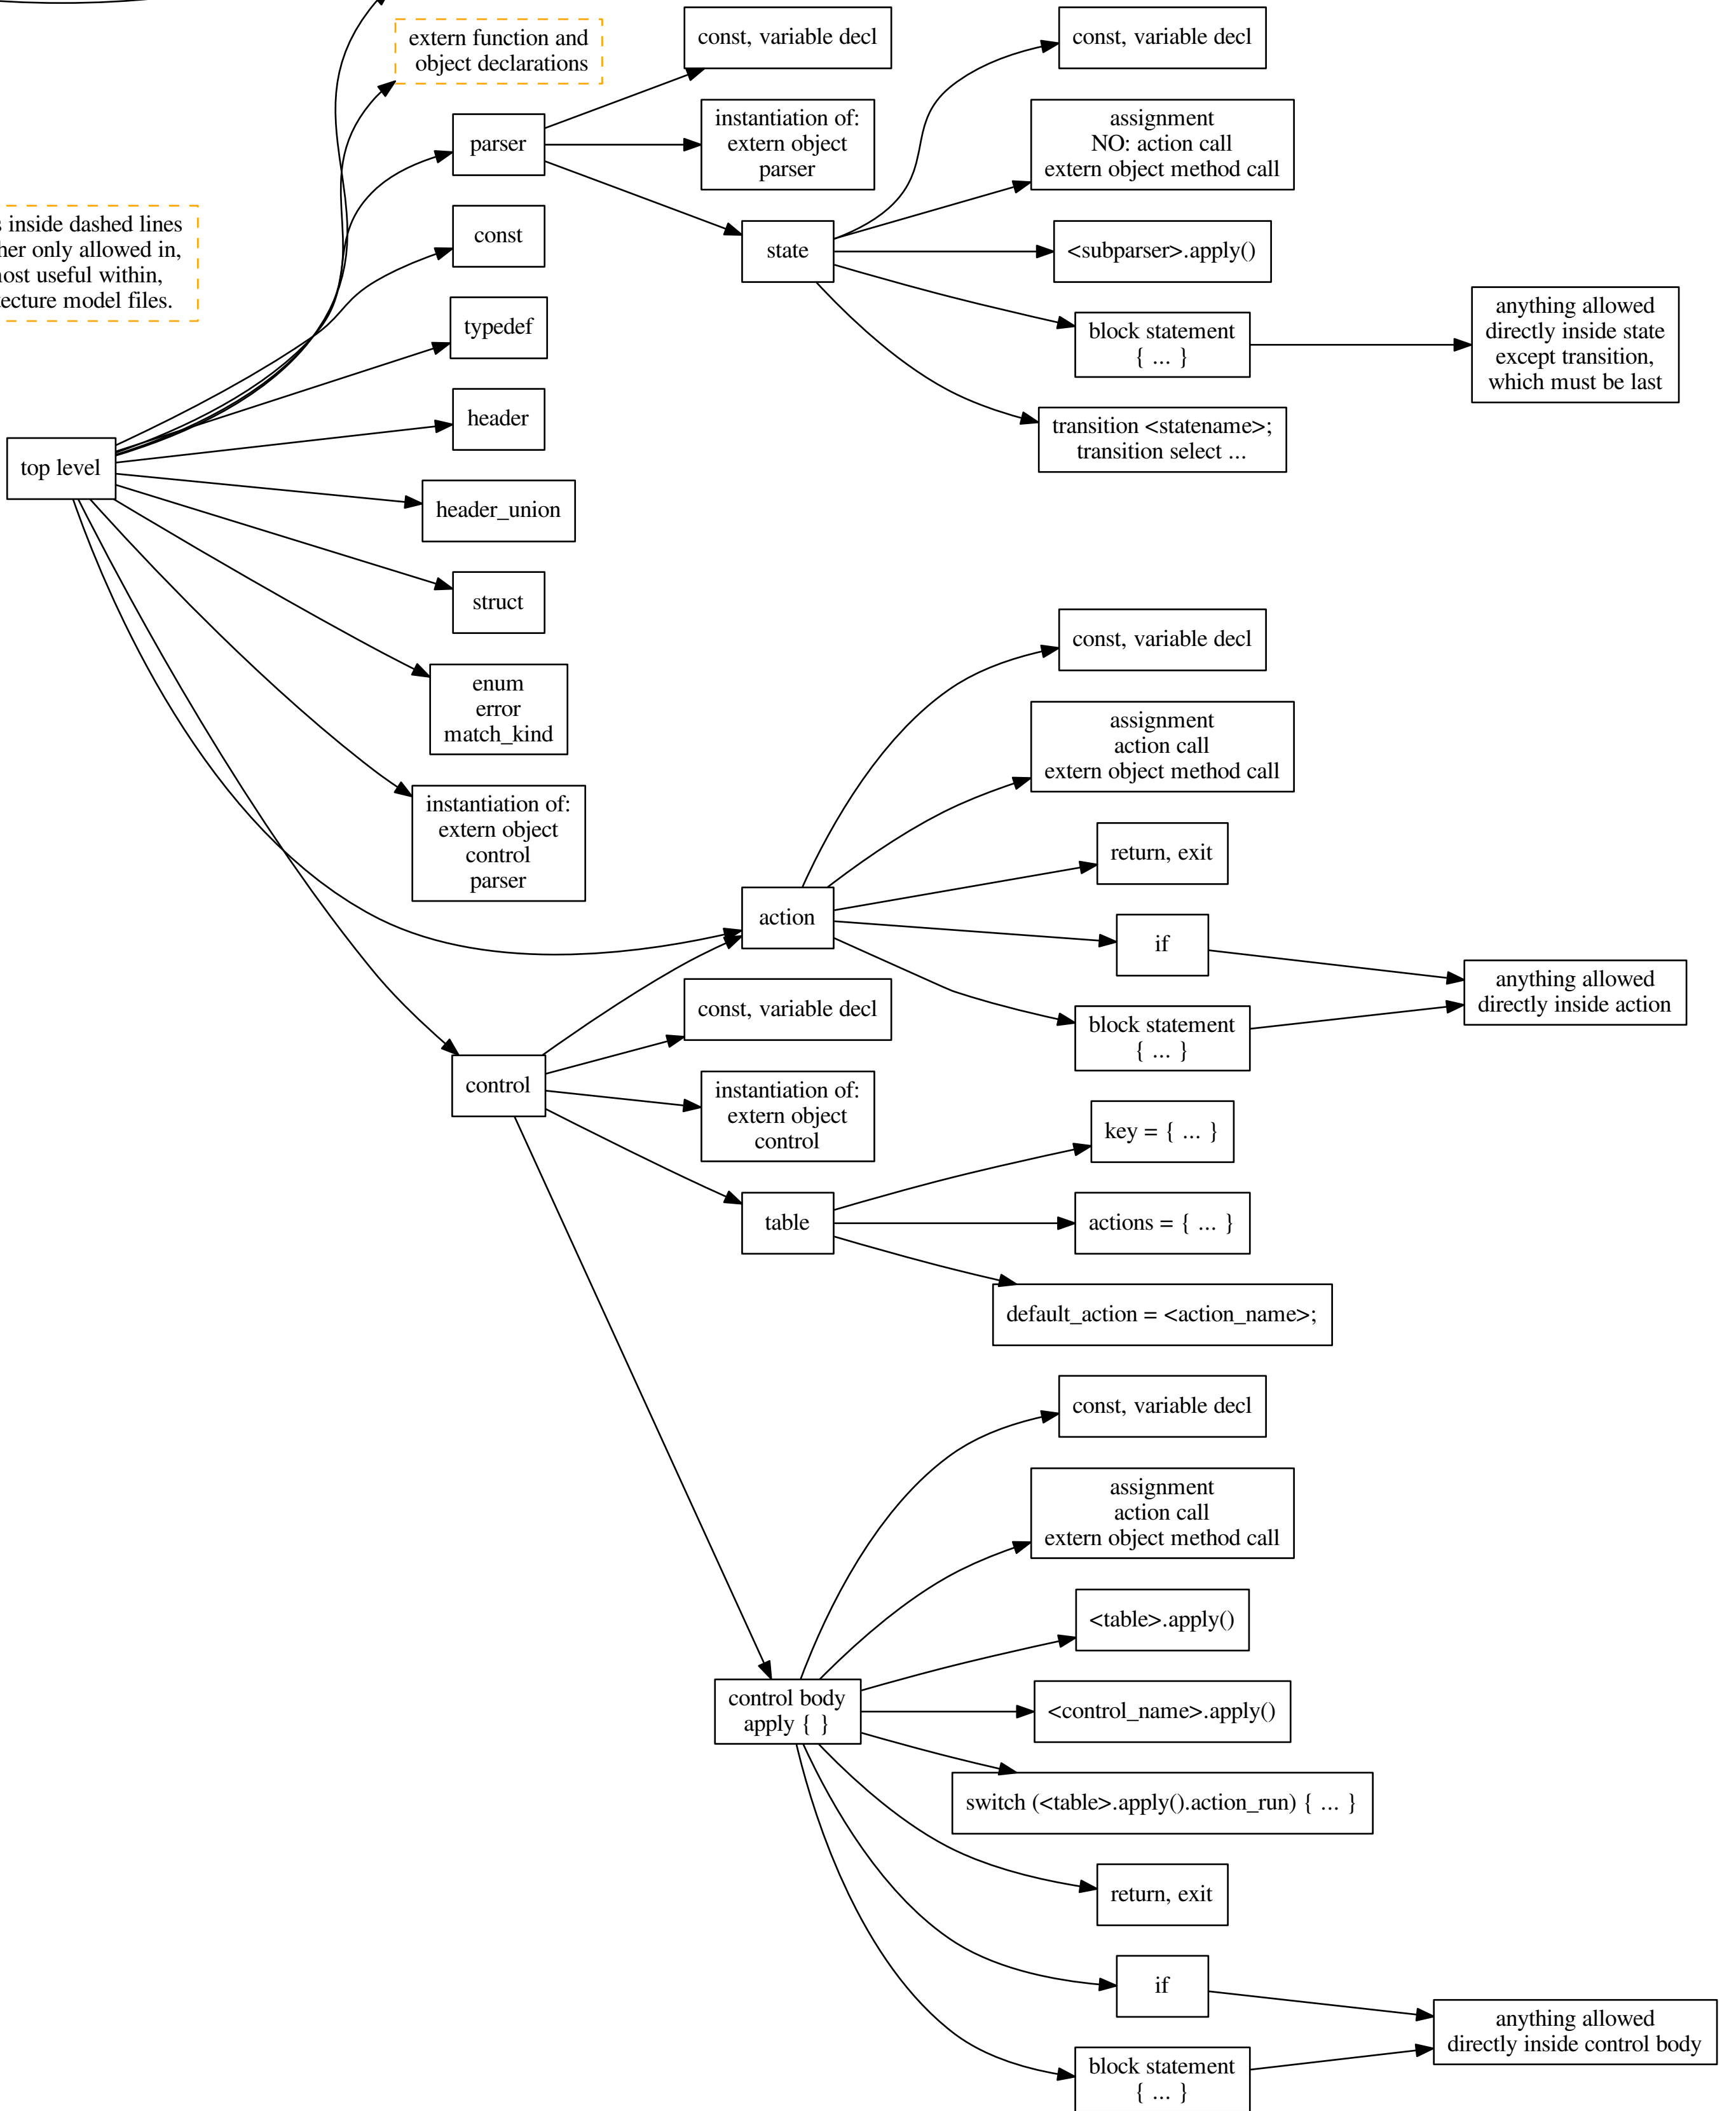 extern function and
object declarations
const, variable decl
const, variable decl
parser
instantiation of:
extern object
parser
assignment
NO: action call
extern object method call
inside dashed lines
only allowed in,
useful within,
model files.
const
state
<subparser>.apply()
typedef
block statement
{ ... }
anything allowed
directly inside state
except transition,
which must be last
header
transition <statename>;
transition select ...
top level
header_union
struct
const, variable decl
enum
error
match_kind
assignment
action call
extern object method call
instantiation of:
extern object
control
parser
return, exit
action
if
anything allowed
directly inside action
const, variable decl
block statement
{ ... }
control
instantiation of:
extern object
control
key = { ... }
table
actions = { ... }
default_action = <action_name>;
const, variable decl
assignment
action call
extern object method call
<table>.apply()
control body
apply { }
<control_name>.apply()
switch (<table>.apply().action_run) { ... }
return, exit
if
anything allowed
directly inside control body
block statement
{ ... }